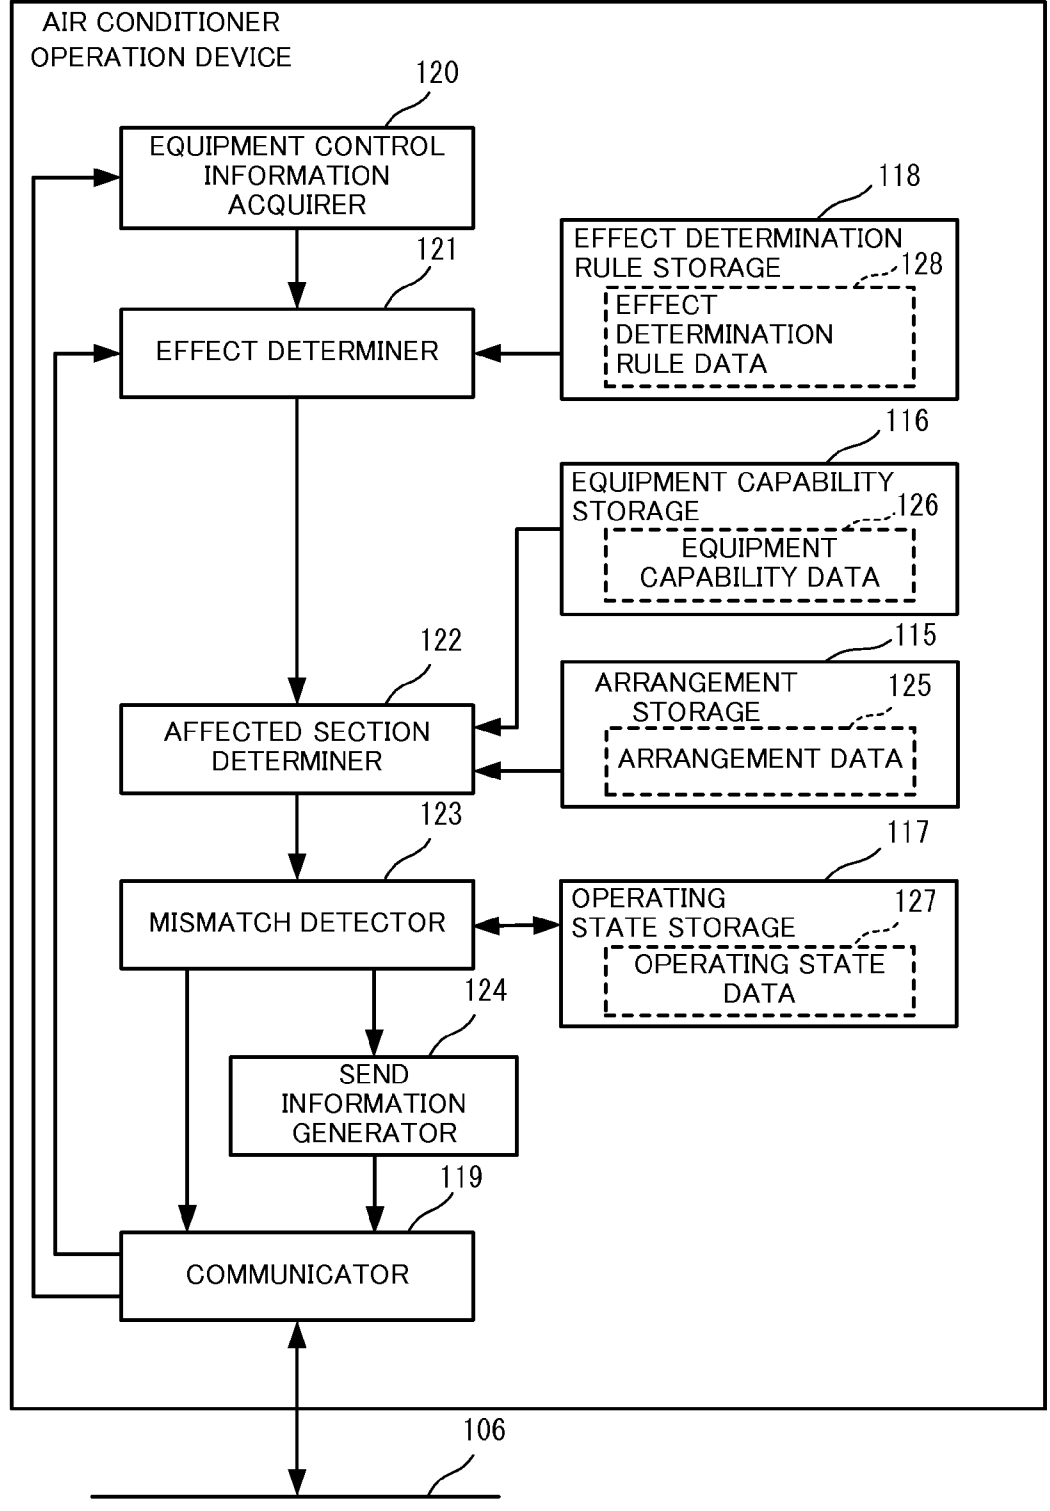 AIR CONDITIONER
OPERATION DEVICE
120
EQUIPMENT CONTROL
INFORMATION
ACQUIRER
118
121
EFFECT DETERMINATION
RULE STORAGE
128
EFFECT
DETERMINATION
RULE DATA
EFFECT DETERMINER
116
EQUIPMENT CAPABILITY
STORAGE
126
EQUIPMENT
CAPABILITY DATA
122
115
ARRANGEMENT
STORAGE
125
AFFECTED SECTION
DETERMINER
ARRANGEMENT DATA
123
117
OPERATING
STATE STORAGE
127
MISMATCH DETECTOR
OPERATING STATE
DATA
124
SEND
INFORMATION
GENERATOR
119
COMMUNICATOR
106